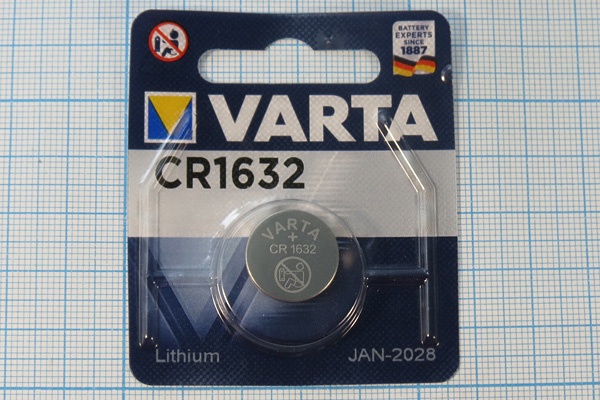 BATTERY
EXPERTS
SINCE
1887
VARTA
CR1632
VARTA
+
CR 1632
Lithium
JAN-2028